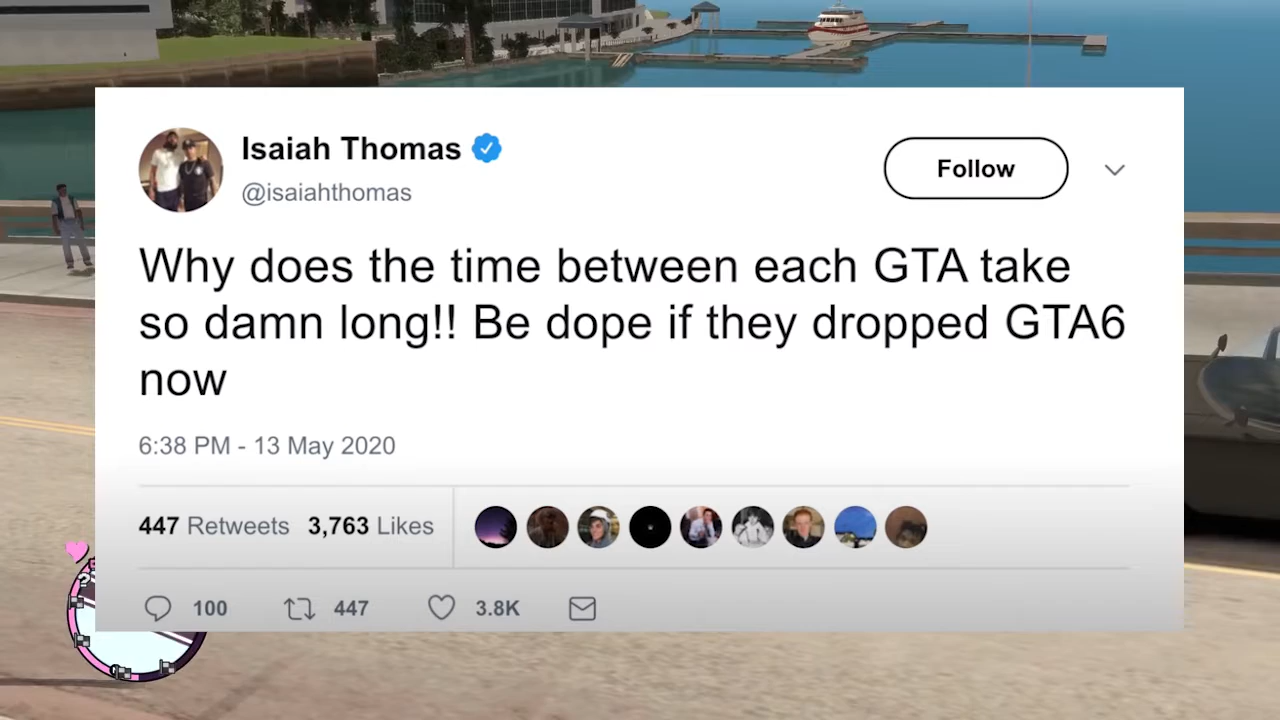 Isaiah Thomas
@isaiahthomas
Follow
Why does the time between each GTA take
so damn long!! Be dope if they dropped GTA6
now
6:38 PM - 13 May 2020
447 Retweets 3,763 Likes
100 447 3.8K